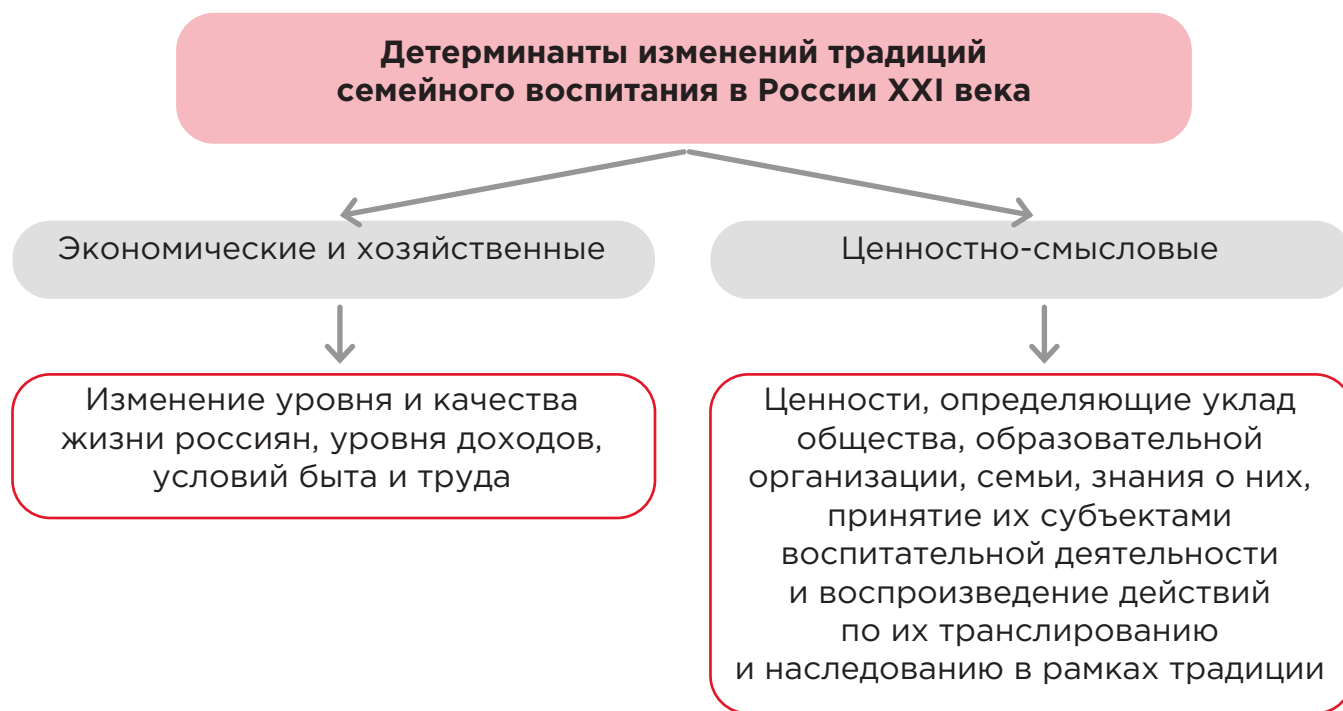 Детерминанты изменений традиций
семейного воспитания в России XXI века
Экономические и хозяйственные
Ценностно-смысловые
Изменение уровня и качества
жизни россиян, уровня доходов,
условий быта и труда
Ценности, определяющие уклад
общества, образовательной
организации, семьи, знания о них,
принятие их субъектами
воспитательной деятельности
и воспроизведение действий
по их транслированию
и наследованию в рамках традиции